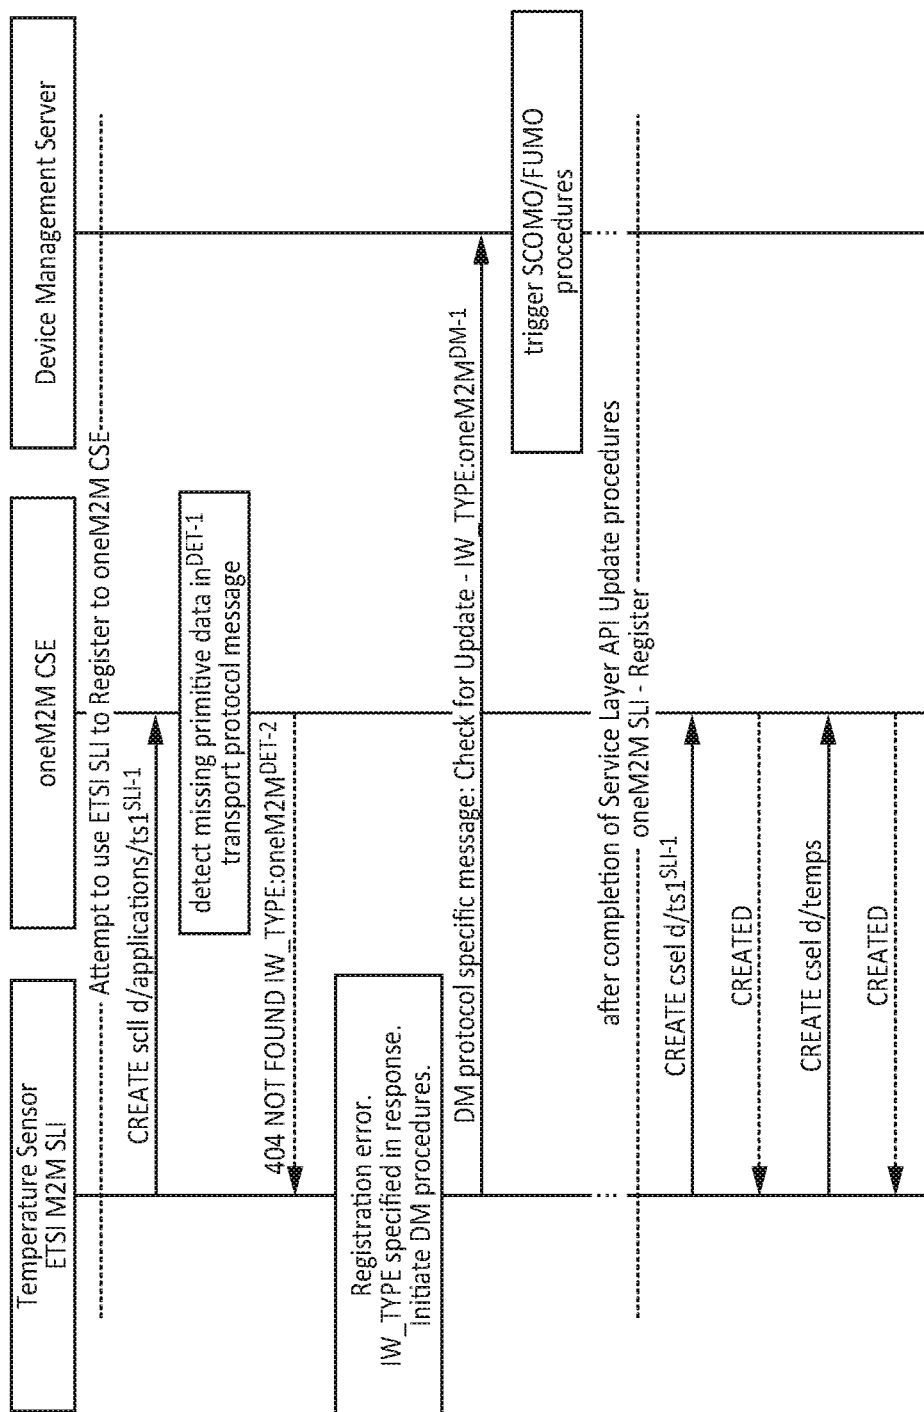 Temperature Sensor
ETSI M2M SLI
oneM2M CSE
Device Management Server
Attempt to use ETSI SLI to Register to oneM2M CSE
CREATE scll d/applications/ts1SLI-1
detect missing primitive data inDET-1
transport protocol message
404 NOT FOUND IW_TYPE:oneM2MDET-2
Registration error.
IW_TYPE specified in response.
Initiate DM procedures.
DM protocol specific message: Check for Update - IW_TYPE:oneM2MDM-1
trigger SCOMO/FUMO
procedures
after completion of Service Layer API Update procedures
oneM2M SLI - Register
CREATE csel d/ts1SLI-1
CREATED
CREATE csel d/temps
CREATED